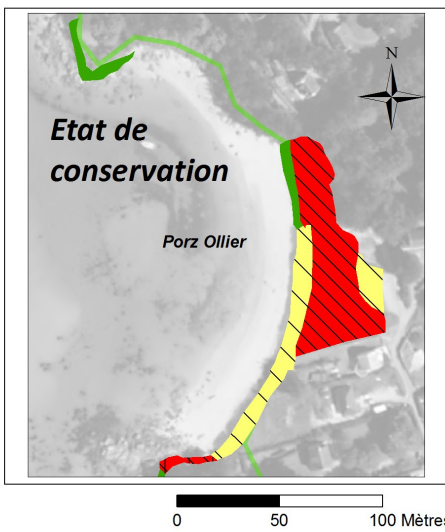 N
Etat de
conservation
Porz Ollier
0 50 100 Mètres